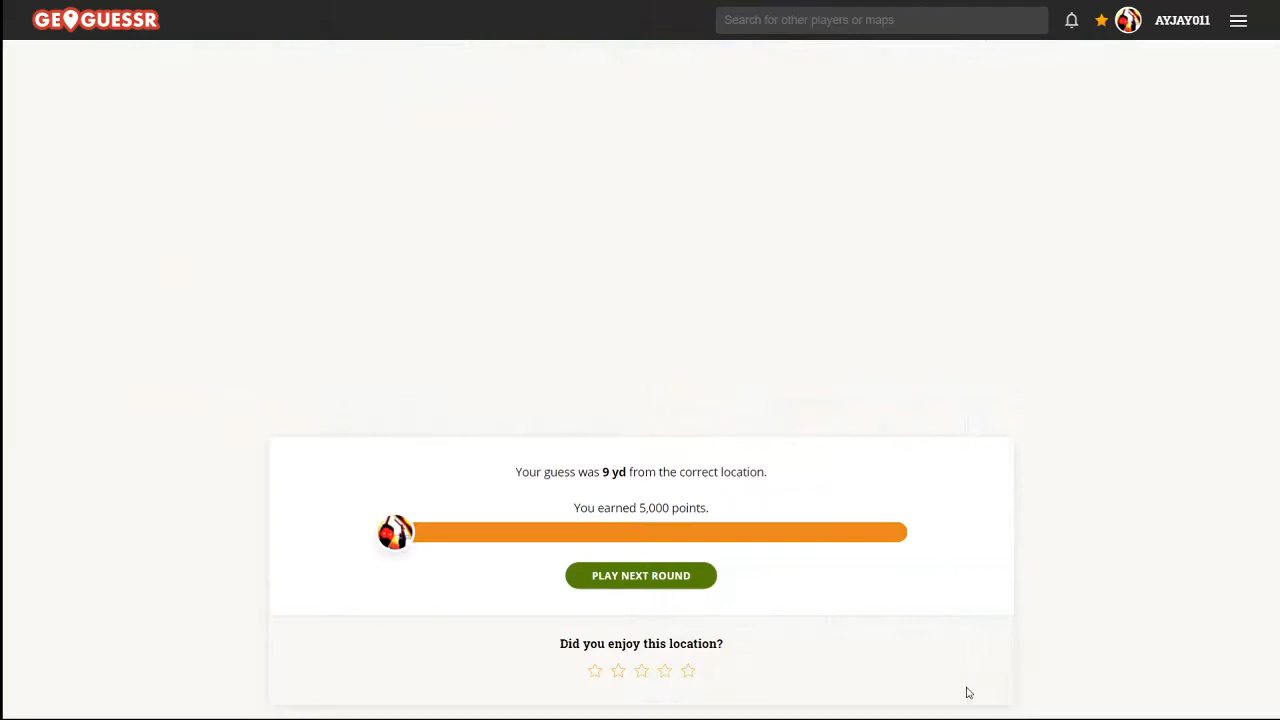 GEOGUESSR
Search for other players or maps
AYJAY011
Your guess was 9 yd from the correct location.
You earned 5,000 points.
PLAY NEXT ROUND
Did you enjoy this location?